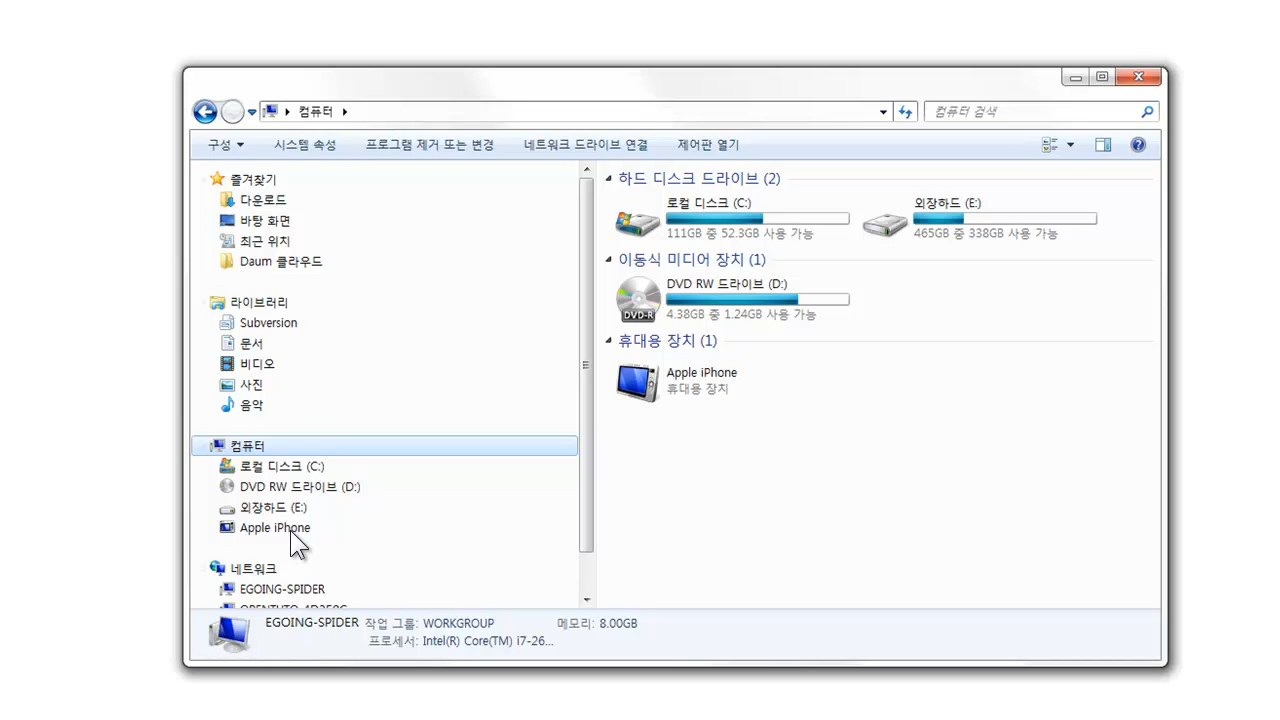 컴퓨터
컴퓨터 검색
구성 시스템 속성 프로그램 제거 또는 변경 네트워크 드라이브 연결 제어판 열기
즐겨찾기
다운로드
바탕 화면
최근 위치
Daum 클라우드
라이브러리
Subversion
문서
비디오
사진
음악
컴퓨터
로컬 디스크 (C:)
DVD RW 드라이브 (D:)
외장하드 (E:)
Apple iPhone
네트워크
EGOING-SPIDER
하드 디스크 드라이브 (2)
로컬 디스크 (C:)
111GB 중 52.3GB 사용 가능
외장하드 (E:)
465GB 중 338GB 사용 가능
이동식 미디어 장치 (1)
DVD RW 드라이브 (D:)
DVD-R
4.38GB 중 1.24GB 사용 가능
휴대용 장치 (1)
Apple iPhone
휴대용 장치
EGOING-SPIDER 작업 그룹: WORKGROUP 메모리: 8.00GB
프로세서: Intel(R) Core(TM) i7-26...